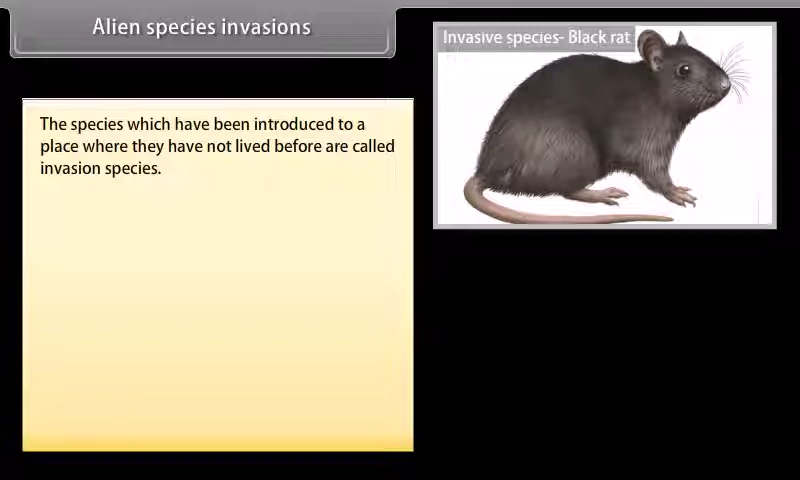 Alien species invasions
Invasive species- Black rat
The species which have been introduced to a
place where they have not lived before are called
invasion species.